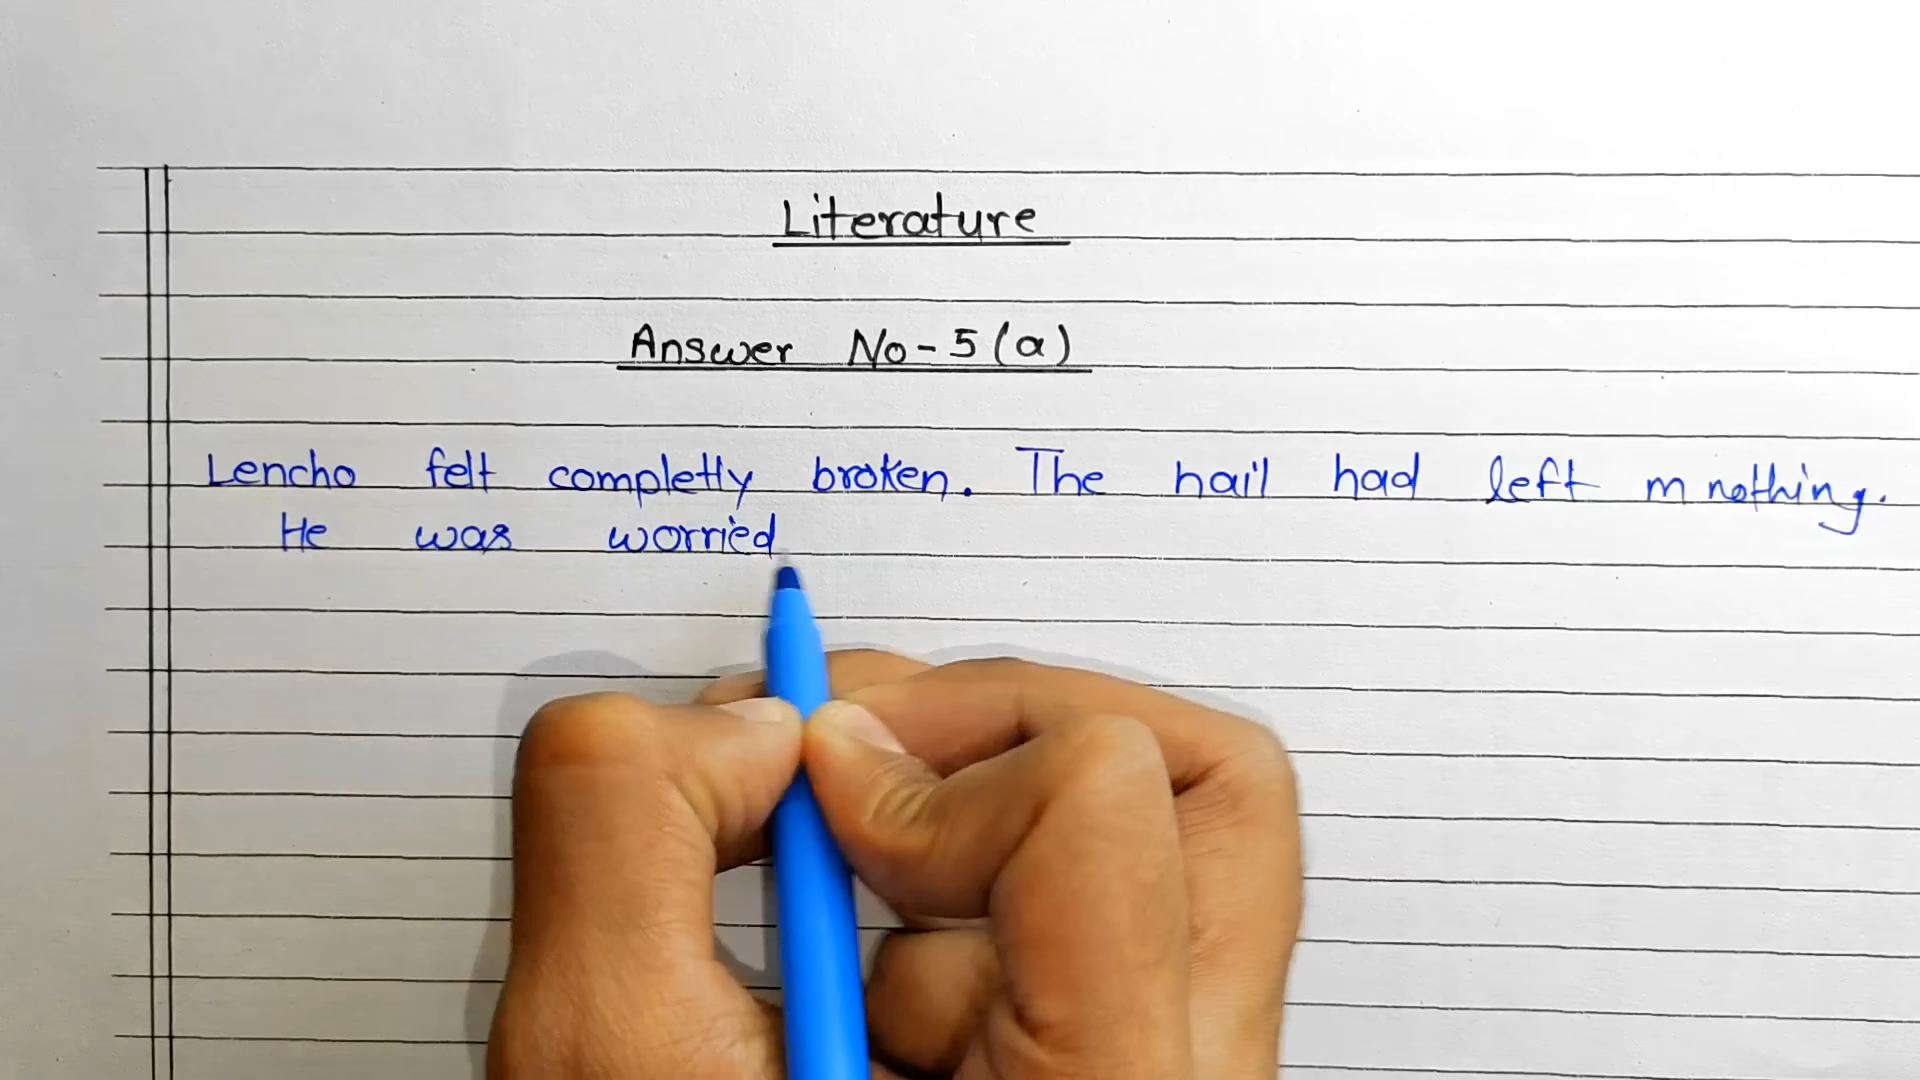 Literature
Answer No-5(a)
Lencho felt completly broken. The hail had left m nothing.
He was worried